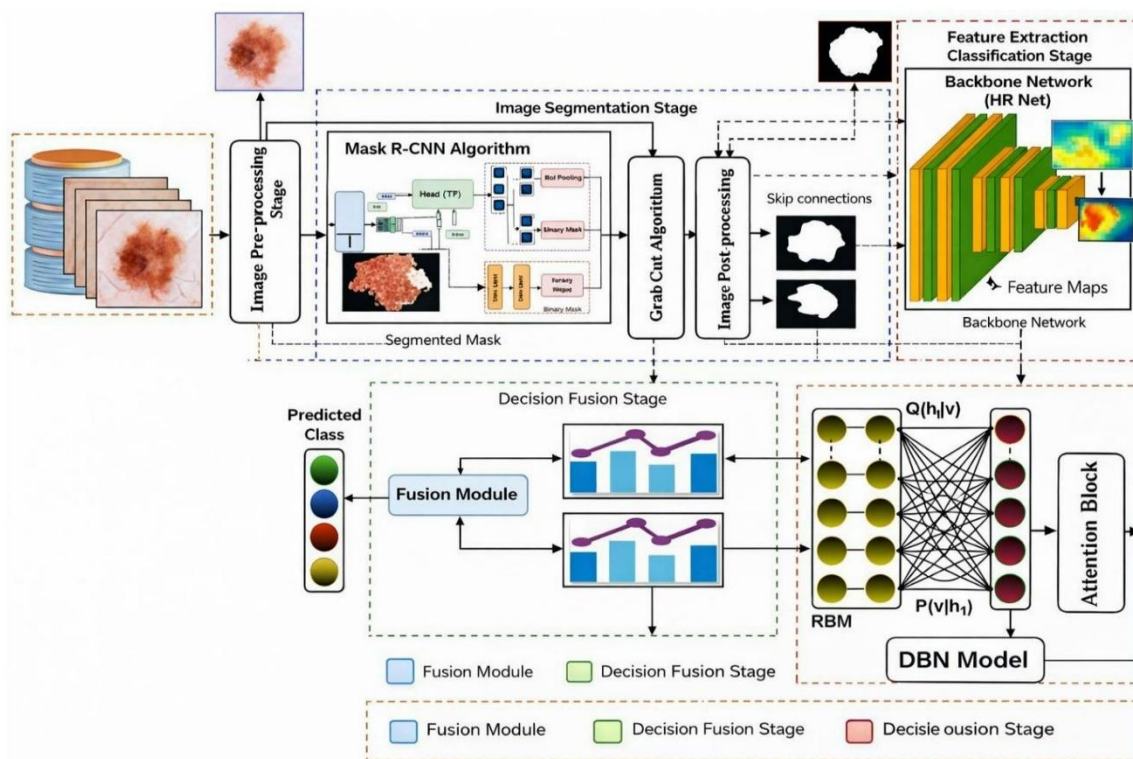 Feature Extraction
Classification Stage
Backbone Network
(HR Net)
Image Segmentation Stage
Mask R-CNN Algorithm
Image Pre-processing
Stage
Head (TP)
RoI Pooling
Binary Mask
Binary Mask
Grab Cut Algorithm
Image Post-processing
Skip connections
Feature Maps
Segmented Mask
Backbone Network
Decision Fusion Stage
Predicted
Class
Fusion Module
Q(h|v)
P(v|h₁)
RBM
Attention Block
DBN Model
Fusion Module
Decision Fusion Stage
Fusion Module
Decision Fusion Stage
Decisie ousion Stage